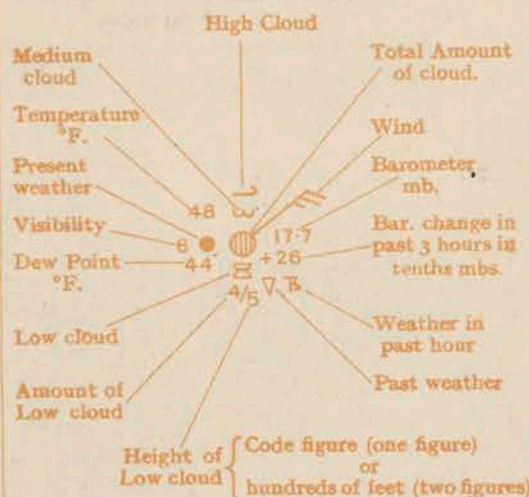 High Cloud
Medium
cloud
Total Amount
of cloud.
Temperature
°F.
Wind
Present
weather
Barometer
mb.
48
Visibility
6
17·7
Bar. change in
past 3 hours in
tenths mbs.
Dew Point
°F.
44
+26
4/5
Low cloud
Weather in
past hour
Amount of
Low cloud
Past weather
Height of
Low cloud
Code figure (one figure)
or
hundreds of feet (two figures)